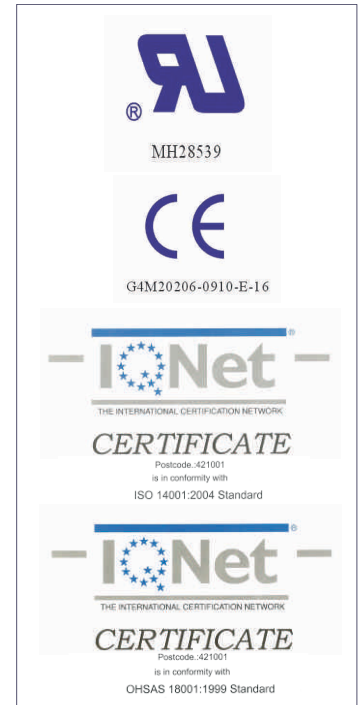 ®
MH28539
CE
G4M20206-0910-E-16
®
IQNet
THE INTERNATIONAL CERTIFICATION NETWORK
CERTIFICATE
Postcode.:421001
is in conformity with
ISO 14001:2004 Standard
®
IQNet
THE INTERNATIONAL CERTIFICATION NETWORK
CERTIFICATE
Postcode.:421001
is in conformity with
OHSAS 18001:1999 Standard